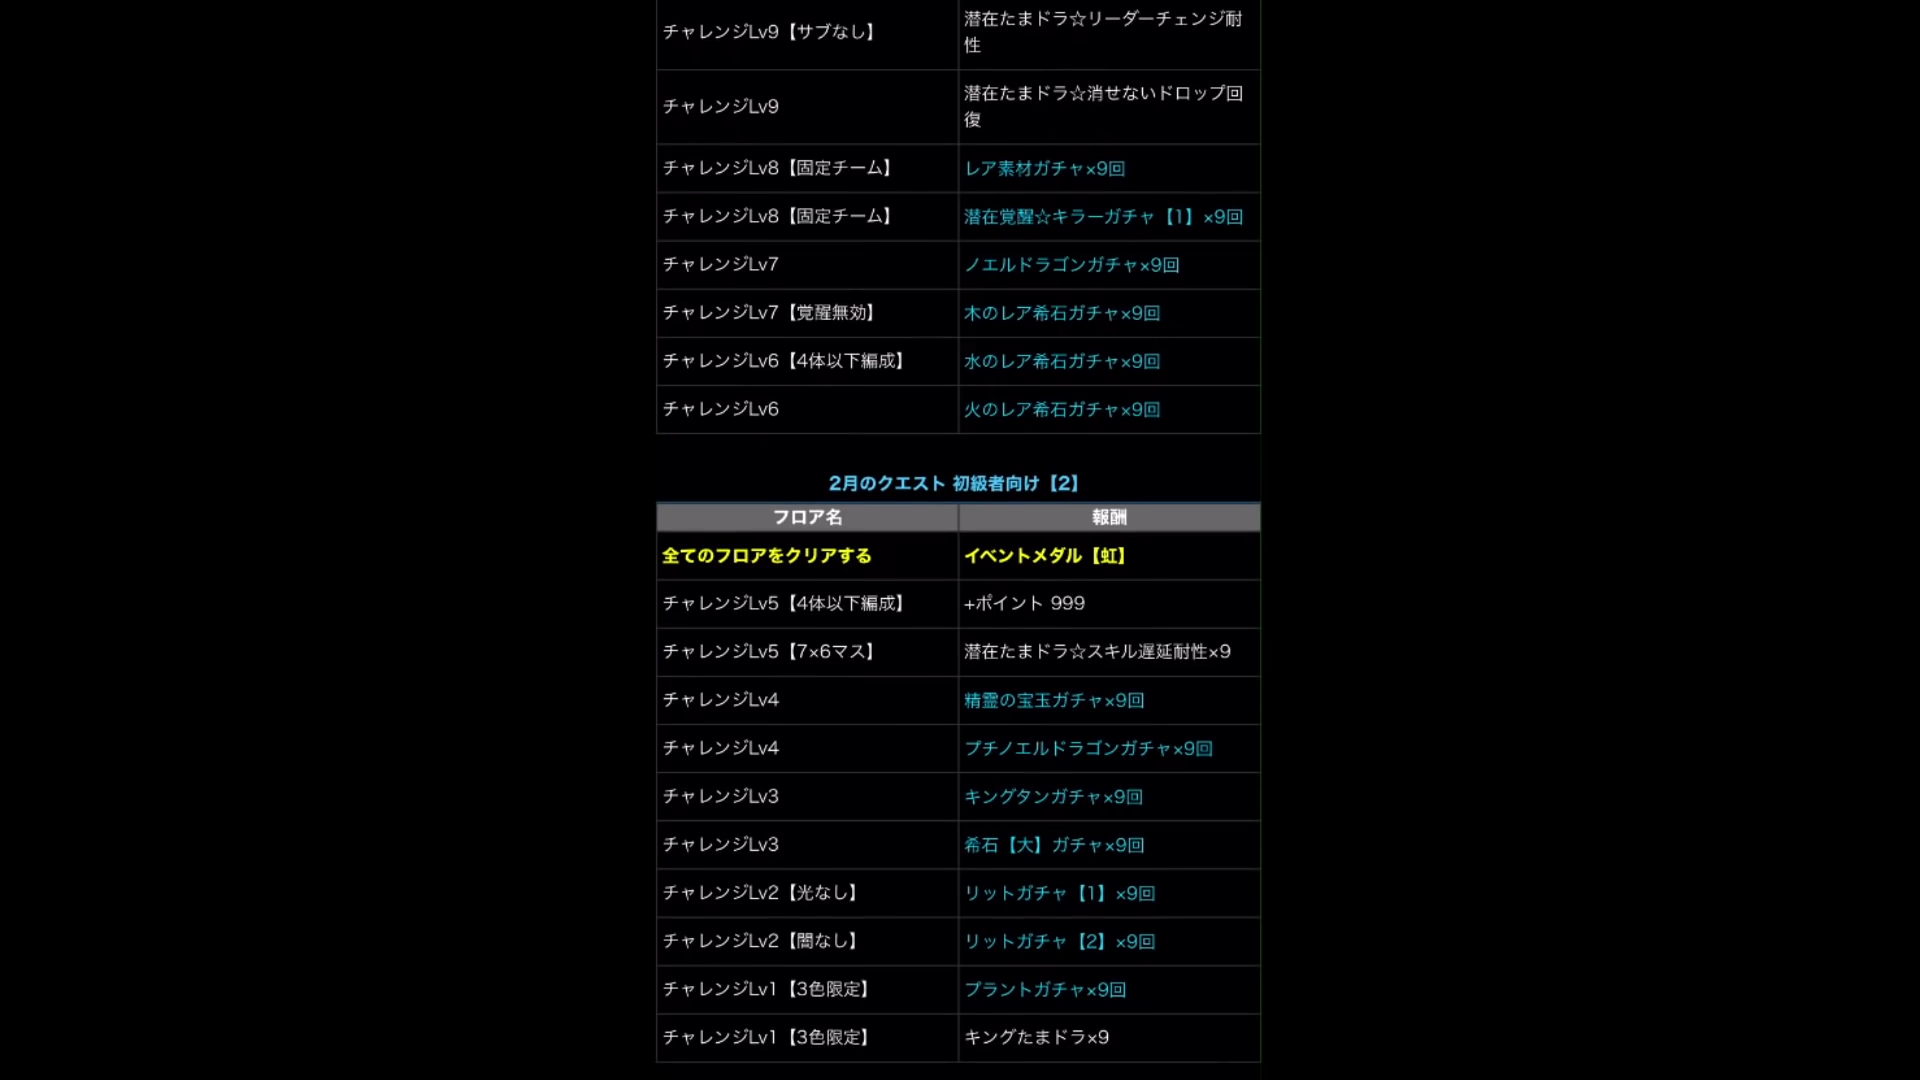 チャレンジLv9【サブなし】 潜在たまドラ☆リーダーチェンジ耐
性
チャレンジLv9 潜在たまドラ☆消せないドロップ回
復
チャレンジLv8【固定チーム】 レア素材ガチャ×9回
チャレンジLv8【固定チーム】 潜在覚醒☆キラーガチャ【1】×9回
チャレンジLv7 ノエルドラゴンガチャ×9回
チャレンジLv7【覚醒無効】 木のレア希石ガチャ×9回
チャレンジLv6【4体以下編成】 水のレア希石ガチャ×9回
チャレンジLv6 火のレア希石ガチャ×9回
2月のクエスト 初級者向け【2】
フロア名 報酬
全てのフロアをクリアする イベントメダル【虹】
チャレンジLv5【4体以下編成】 +ポイント 999
チャレンジLv5【7×6マス】 潜在たまドラ☆スキル遅延耐性×9
チャレンジLv4 精霊の宝玉ガチャ×9回
チャレンジLv4 プチノエルドラゴンガチャ×9回
チャレンジLv3 キングタンガチャ×9回
チャレンジLv3 希石【大】ガチャ×9回
チャレンジLv2【光なし】 リットガチャ【1】×9回
チャレンジLv2【闇なし】 リットガチャ【2】×9回
チャレンジLv1【3色限定】 プラントガチャ×9回
チャレンジLv1【3色限定】 キングたまドラ×9